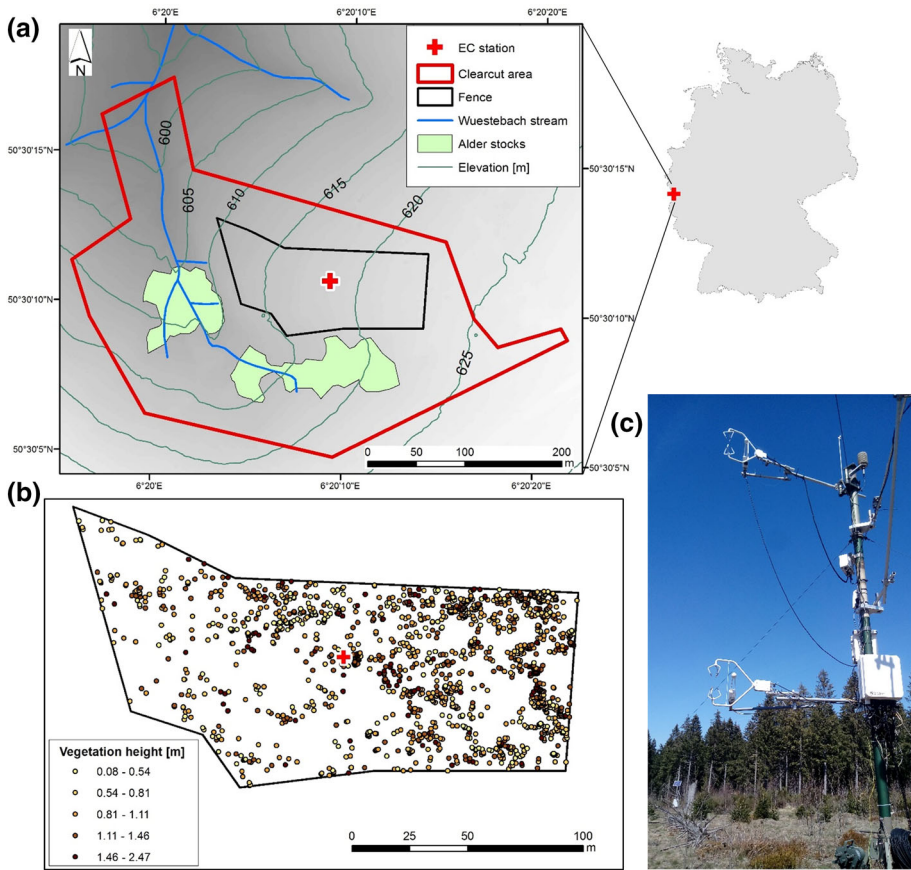 6°20'E
6°20'10"E
6°20'20"E
(a)
N
EC station
Clearcut area
Fence
Wuestebach stream
Alder stocks
Elevation [m]
600
605
610
615
620
625
50°30'15"N
50°30'15"N
50°30'10"N
50°30'10"N
50°30'5"N
50°30'5"N
0 50 100 200
m
6°20'E
6°20'10"E
6°20'20"E
(b)
Vegetation height [m]
0.08 - 0.54
0.54 - 0.81
0.81 - 1.11
1.11 - 1.46
1.46 - 2.47
0 25 50 100
m
(c)